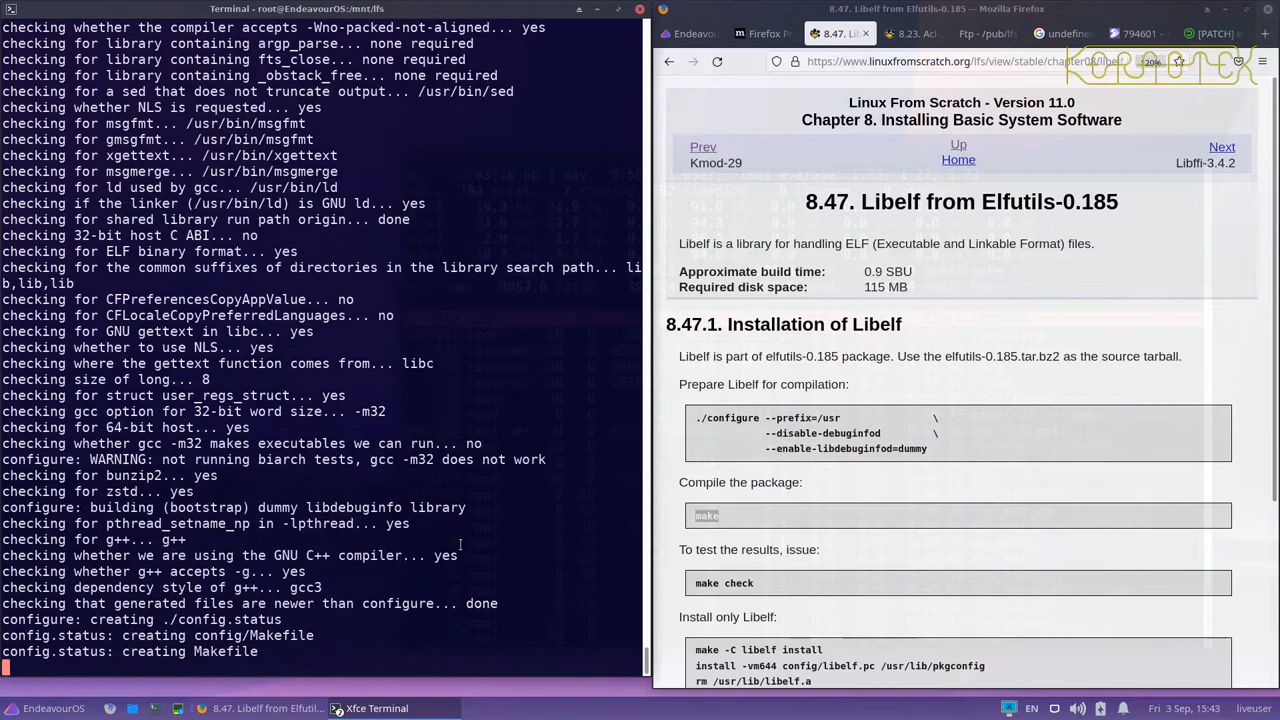 Terminal - root@EndeavourOS:/mnt/lfs
checking whether the compiler accepts -Wno-packed-not-aligned... yes
checking for library containing argp_parse... none required
checking for library containing fts_close... none required
checking for library containing _obstack_free... none required
checking for a sed that does not truncate output... /usr/bin/sed
checking whether NLS is requested... yes
checking for msgfmt... /usr/bin/msgfmt
checking for gmsgfmt... /usr/bin/msgfmt
checking for xgettext... /usr/bin/xgettext
checking for msgmerge... /usr/bin/msgmerge
checking for ld used by gcc... /usr/bin/ld
checking if the linker (/usr/bin/ld) is GNU ld... yes
checking for shared library run path origin... done
checking 32-bit host C ABI... no
checking for ELF binary format... yes
checking for the common suffixes of directories in the library search path... li
b,lib,lib
checking for CFPreferencesCopyAppValue... no
checking for CFLocaleCopyPreferredLanguages... no
checking for GNU gettext in libc... yes
checking whether to use NLS... yes
checking where the gettext function comes from... libc
checking size of long... 8
checking for struct user_regs_struct... yes
checking gcc option for 32-bit word size... -m32
checking for 64-bit host... yes
checking whether gcc -m32 makes executables we can run... no
configure: WARNING: not running biarch tests, gcc -m32 does not work
checking for bunzip2... yes
checking for zstd... yes
configure: building (bootstrap) dummy libdebuginfo library
checking for pthread_setname_np in -lpthread... yes
checking for g++... g++
checking whether we are using the GNU C++ compiler... yes
checking whether g++ accepts -g... yes
checking dependency style of g++... gcc3
checking that generated files are newer than configure... done
configure: creating ./config.status
config.status: creating config/Makefile
config.status: creating Makefile
8.47. Libelf from Elfutils-0.185 — Mozilla Firefox
Endeavou
Firefox Pr
8.47. Lib
8.23. Acl-
Ftp - /pub/lfs
undefined
794601 -
[PATCH] e
https://www.linuxfromscratch.org/lfs/view/stable/chapter08/libelf
120%
KOROUTEX
Linux From Scratch - Version 11.0
Chapter 8. Installing Basic System Software
Prev
Up
Next
Kmod-29
Home
Libffi-3.4.2
8.47. Libelf from Elfutils-0.185
Libelf is a library for handling ELF (Executable and Linkable Format) files.
Approximate build time: 0.9 SBU
Required disk space: 115 MB
8.47.1. Installation of Libelf
Libelf is part of elfutils-0.185 package. Use the elfutils-0.185.tar.bz2 as the source tarball.
Prepare Libelf for compilation:
./configure --prefix=/usr \
--disable-debuginfod \
--enable-libdebuginfod=dummy
Compile the package:
make
To test the results, issue:
make check
Install only Libelf:
make -C libelf install
install -vm644 config/libelf.pc /usr/lib/pkgconfig
rm /usr/lib/libelf.a
EndeavourOS
8.47. Libelf from Elfutil...
Xfce Terminal
EN
Fri 3 Sep, 15:43
liveuser